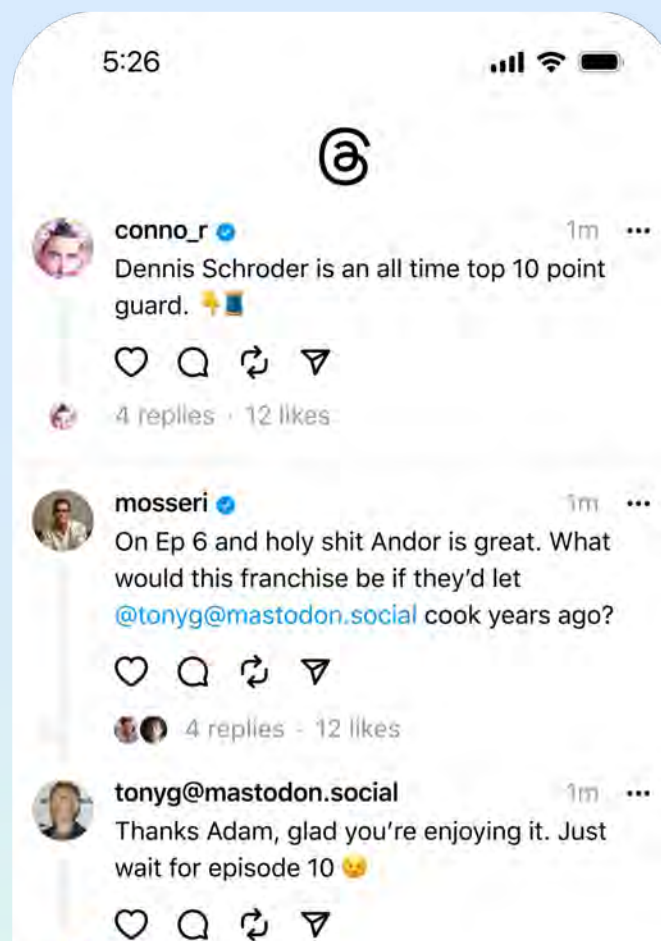 5:26
conno_r 1m
Dennis Schroder is an all time top 10 point
guard. 👇🧵
4 replies · 12 likes
mosseri 1m
On Ep 6 and holy shit Andor is great. What
would this franchise be if they’d let
@tonyg@mastodon.social cook years ago?
4 replies · 12 likes
tonyg@mastodon.social 1m
Thanks Adam, glad you’re enjoying it. Just
wait for episode 10 😉